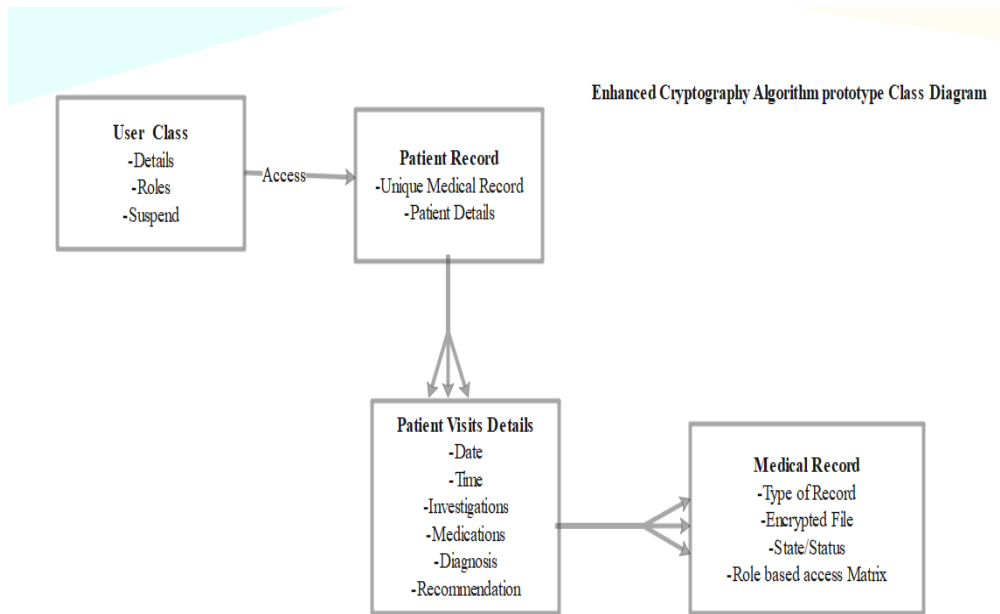 Enhanced Cryptography Algorithm prototype Class Diagram
User Class
-Details
-Roles
-Suspend
Access
Patient Record
-Unique Medical Record
-Patient Details
Patient Visits Details
-Date
-Time
-Investigations
-Medications
-Diagnosis
-Recommendation
Medical Record
-Type of Record
-Encrypted File
-State/Status
-Role based access Matrix